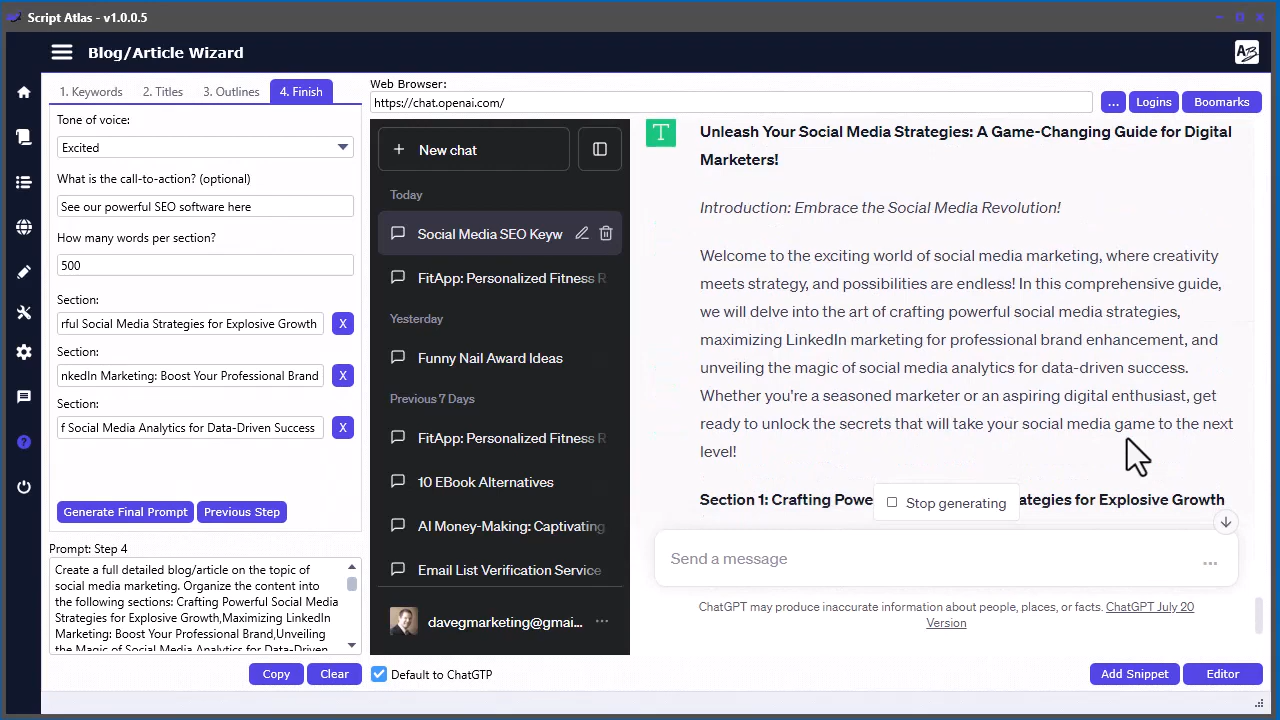 Script Atlas - v1.0.0.5
Blog/Article Wizard
1. Keywords
2. Titles
3. Outlines
4. Finish
Tone of voice:
Excited
What is the call-to-action? (optional)
See our powerful SEO software here
How many words per section?
500
Section:
rful Social Media Strategies for Explosive Growth
X
Section:
nkedIn Marketing: Boost Your Professional Brand
X
Section:
f Social Media Analytics for Data-Driven Success
X
Generate Final Prompt
Previous Step
Prompt: Step 4
Create a full detailed blog/article on the topic of
social media marketing. Organize the content into
the following sections: Crafting Powerful Social Media
Strategies for Explosive Growth,Maximizing LinkedIn
Marketing: Boost Your Professional Brand,Unveiling
the Magic of Social Media Analytics for Data-Driven
Copy
Clear
Web Browser:
https://chat.openai.com/
...
Logins
Boomarks
+ New chat
Today
Social Media SEO Keyw
FitApp: Personalized Fitness R
Yesterday
Funny Nail Award Ideas
Previous 7 Days
FitApp: Personalized Fitness R
10 EBook Alternatives
AI Money-Making: Captivating
Email List Verification Service
davegmarketing@gmai...
...
T
Unleash Your Social Media Strategies: A Game-Changing Guide for Digital
Marketers!
Introduction: Embrace the Social Media Revolution!
Welcome to the exciting world of social media marketing, where creativity
meets strategy, and possibilities are endless! In this comprehensive guide,
we will delve into the art of crafting powerful social media strategies,
maximizing LinkedIn marketing for professional brand enhancement, and
unveiling the magic of social media analytics for data-driven success.
Whether you're a seasoned marketer or an aspiring digital enthusiast, get
ready to unlock the secrets that will take your social media game to the next
level!
Section 1: Crafting Powe
ategies for Explosive Growth
Stop generating
Send a message
...
ChatGPT may produce inaccurate information about people, places, or facts. ChatGPT July 20
Version
Default to ChatGTP
Add Snippet
Editor